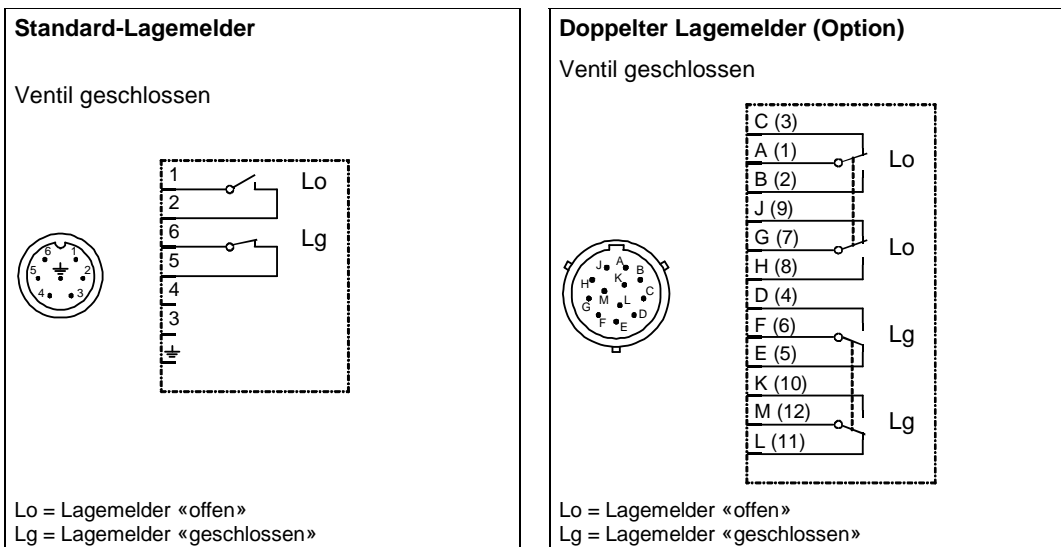 Standard-Lagemelder
Ventil geschlossen
1
2
6
5
4
3
Lo
Lg
6
1
5
2
4
3
Lo = Lagemelder «offen»
Lg = Lagemelder «geschlossen»
Doppelter Lagemelder (Option)
Ventil geschlossen
C (3)
A (1)
B (2)
J (9)
G (7)
H (8)
D (4)
F (6)
E (5)
K (10)
M (12)
L (11)
Lo
Lo
Lg
Lg
J
A
B
H
K
C
G
M
L
F
E
D
Lo = Lagemelder «offen»
Lg = Lagemelder «geschlossen»